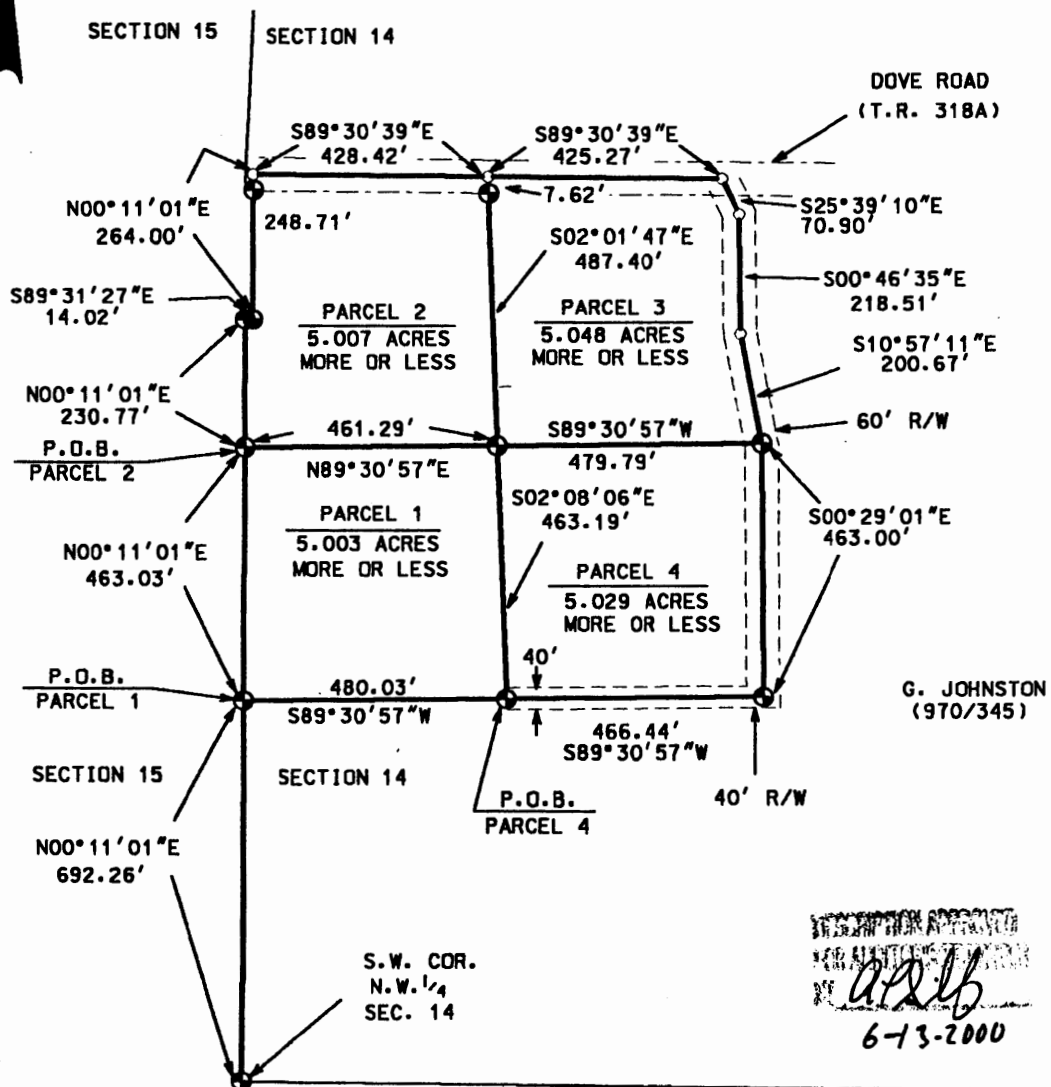 SECTION 15
SECTION 14
DOVE ROAD
(T.R. 318A)
S89°30'39"E
428.42'
S89°30'39"E
425.27'
N00°11'01"E
264.00'
248.71'
7.62'
S25°39'10"E
70.90'
S02°01'47"E
487.40'
S00°46'35"E
218.51'
S89°31'27"E
14.02'
PARCEL 2
5.007 ACRES
MORE OR LESS
PARCEL 3
5.048 ACRES
MORE OR LESS
S10°57'11"E
200.67'
N00°11'01"E
230.77'
60' R/W
P.O.B.
PARCEL 2
461.29'
N89°30'57"E
S89°30'57"W
479.79'
S02°08'06"E
463.19'
S00°29'01"E
463.00'
PARCEL 1
5.003 ACRES
MORE OR LESS
N00°11'01"E
463.03'
PARCEL 4
5.029 ACRES
MORE OR LESS
40'
P.O.B.
PARCEL 1
480.03'
S89°30'57"W
466.44'
S89°30'57"W
G. JOHNSTON
(970/345)
SECTION 15
SECTION 14
P.O.B.
PARCEL 4
40' R/W
N00°11'01"E
692.26'
S.W. COR.
N.W. 1/4
SEC. 14
DESCRIPTION APPROVED
6-13-2000